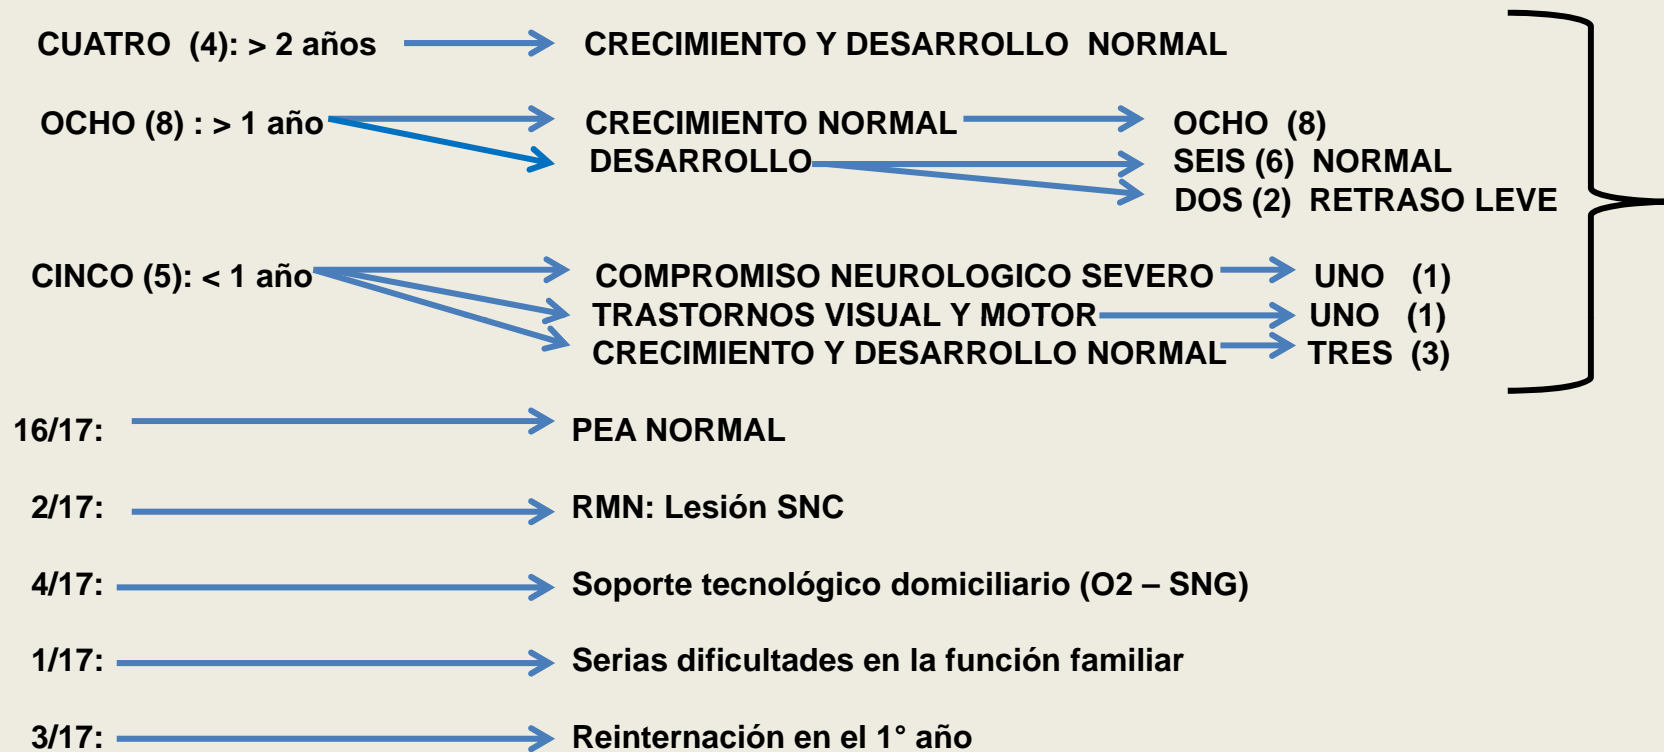 CUATRO (4): > 2 años CRECIMIENTO Y DESARROLLO NORMAL
OCHO (8) : > 1 año CRECIMIENTO NORMAL OCHO (8)
DESARROLLO SEIS (6) NORMAL
DOS (2) RETRASO LEVE
CINCO (5): < 1 año COMPROMISO NEUROLOGICO SEVERO UNO (1)
TRASTORNOS VISUAL Y MOTOR UNO (1)
CRECIMIENTO Y DESARROLLO NORMAL TRES (3)
16/17: PEA NORMAL
2/17: RMN: Lesión SNC
4/17: Soporte tecnológico domiciliario (O2 – SNG)
1/17: Serias dificultades en la función familiar
3/17: Reinternación en el 1° año